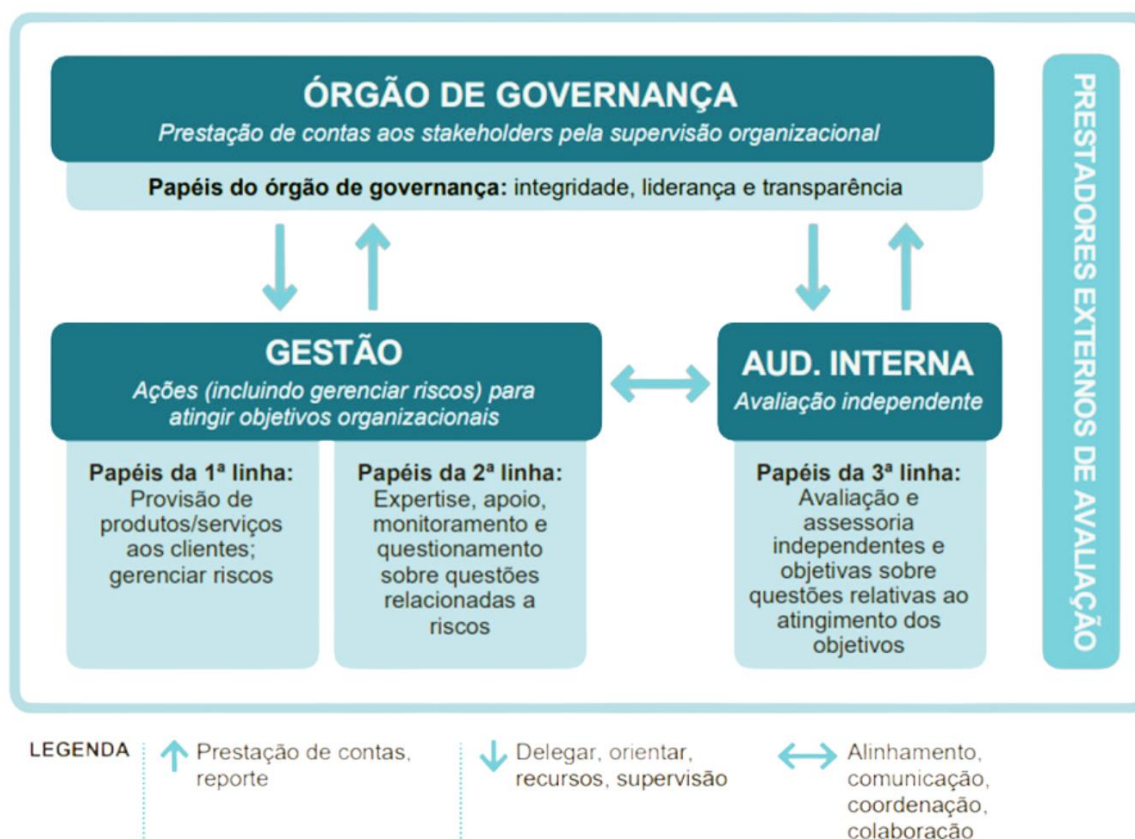 ÓRGÃO DE GOVERNANÇA
Prestação de contas aos stakeholders pela supervisão organizacional
Papéis do órgão de governança: integridade, liderança e transparência
GESTÃO
Ações (incluindo gerenciar riscos) para
atingir objetivos organizacionais
Papéis da 1ª linha:
Provisão de
produtos/serviços
aos clientes;
gerenciar riscos
Papéis da 2ª linha:
Expertise, apoio,
monitoramento e
questionamento
sobre questões
relacionadas a
riscos
AUD. INTERNA
Avaliação independente
Papéis da 3ª linha:
Avaliação e
assessoria
independentes e
objetivas sobre
questões relativas ao
atingimento dos
objetivos
PRESTADORES EXTERNOS DE AVALIAÇÃO
LEGENDA
Prestação de contas,
reporte
Delegar, orientar,
recursos, supervisão
Alinhamento,
comunicação,
coordenação,
colaboração